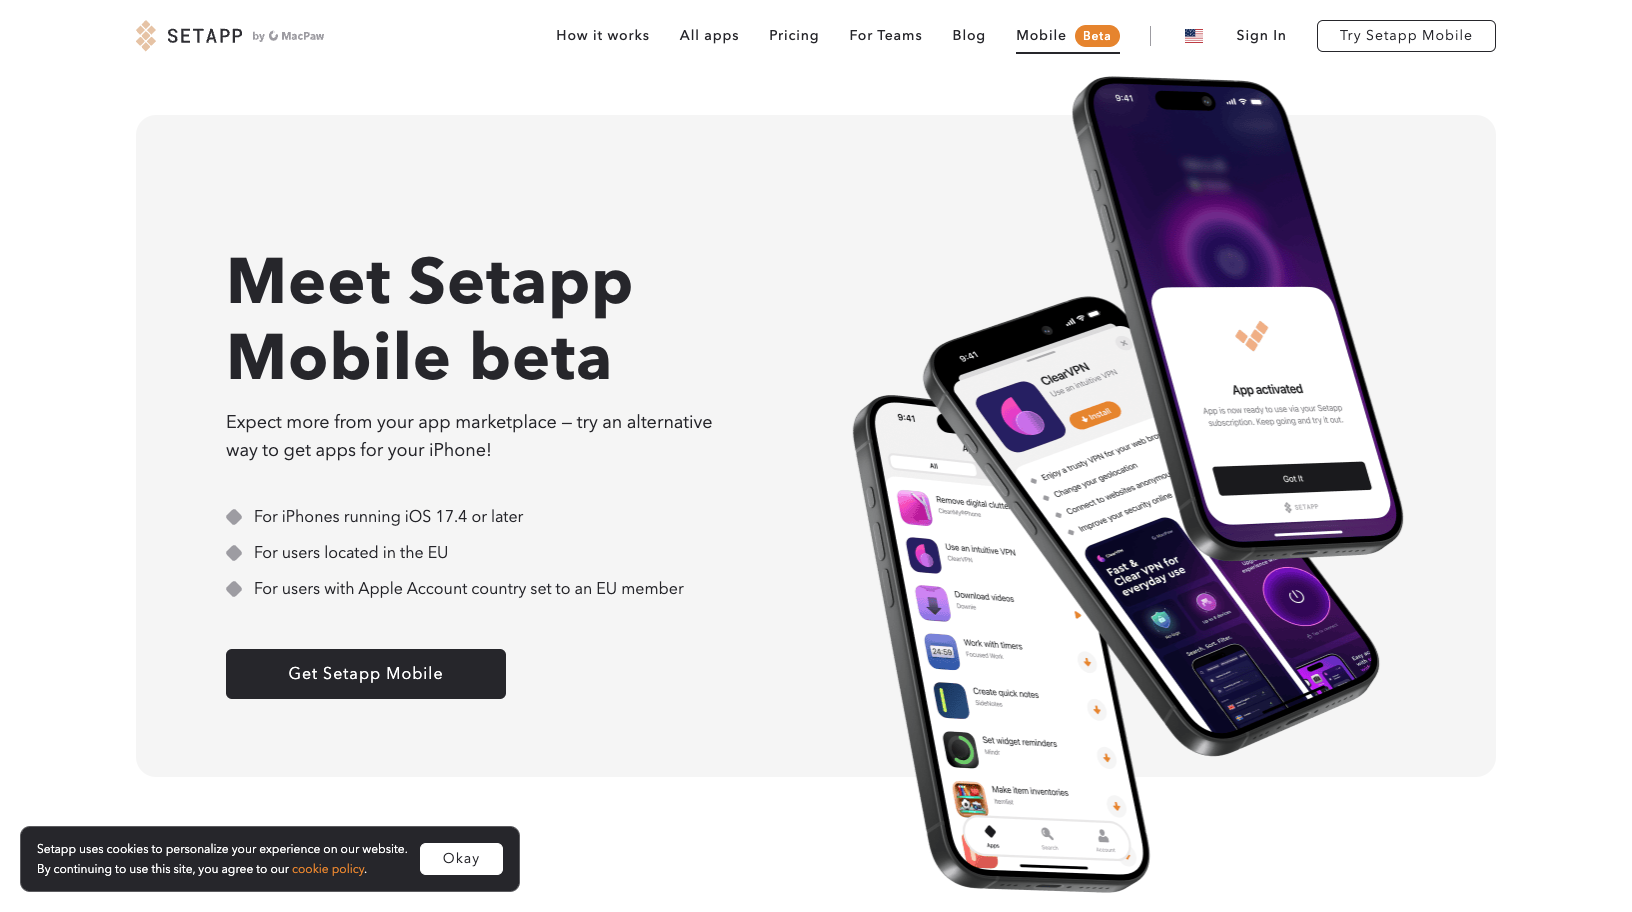 SETAPP by MacPaw
How it works
All apps
Pricing
For Teams
Blog
Mobile Beta
Sign In
Try Setapp Mobile
Meet Setapp
Mobile beta
Expect more from your app marketplace – try an alternative
way to get apps for your iPhone!
For iPhones running iOS 17.4 or later
For users located in the EU
For users with Apple Account country set to an EU member
Get Setapp Mobile
9:41
App activated
App is now ready to use via your Setapp
subscription. Keep going and try it out.
Got It
SETAPP
9:41
ClearVPN
Use an intuitive VPN
Install
Enjoy a trusty VPN for your web
Change your geolocation
Connect to websites
Improve your security online
ClearVPN
MacPaw
Fast &
Clear VPN for
everyday use
Search. Sort. Filter.
9:41
All
Remove digital
Use an intuitive VPN
ClearVPN
Download videos
Downie
Work with timers
Focused Work
24:59
Create quick notes
SideNotes
Set widget reminders
Mindr
Make item inventories
Itemlist
Apps
Search
Account
Setapp uses cookies to personalize your experience on our website.
By continuing to use this site, you agree to our cookie policy.
Okay